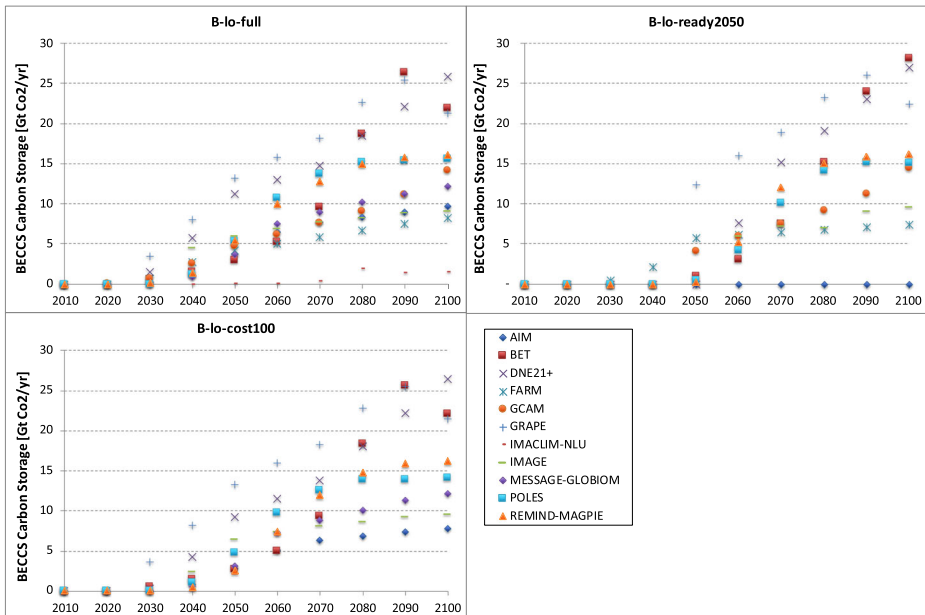 B-lo-full
BECCS Carbon Storage [Gt Co2/yr]
30
25
20
15
10
5
0
2010 2020 2030 2040 2050 2060 2070 2080 2090 2100
B-lo-ready2050
BECCS Carbon Storage [Gt Co2/yr]
30
25
20
15
10
5
-
2010 2020 2030 2040 2050 2060 2070 2080 2090 2100
B-lo-cost100
BECCS Carbon Storage [Gt Co2/yr]
30
25
20
15
10
5
0
2010 2020 2030 2040 2050 2060 2070 2080 2090 2100
AIM
BET
DNE21+
FARM
GCAM
GRAPE
IMACLIM-NLU
IMAGE
MESSAGE-GLOBIOM
POLES
REMIND-MAGPIE